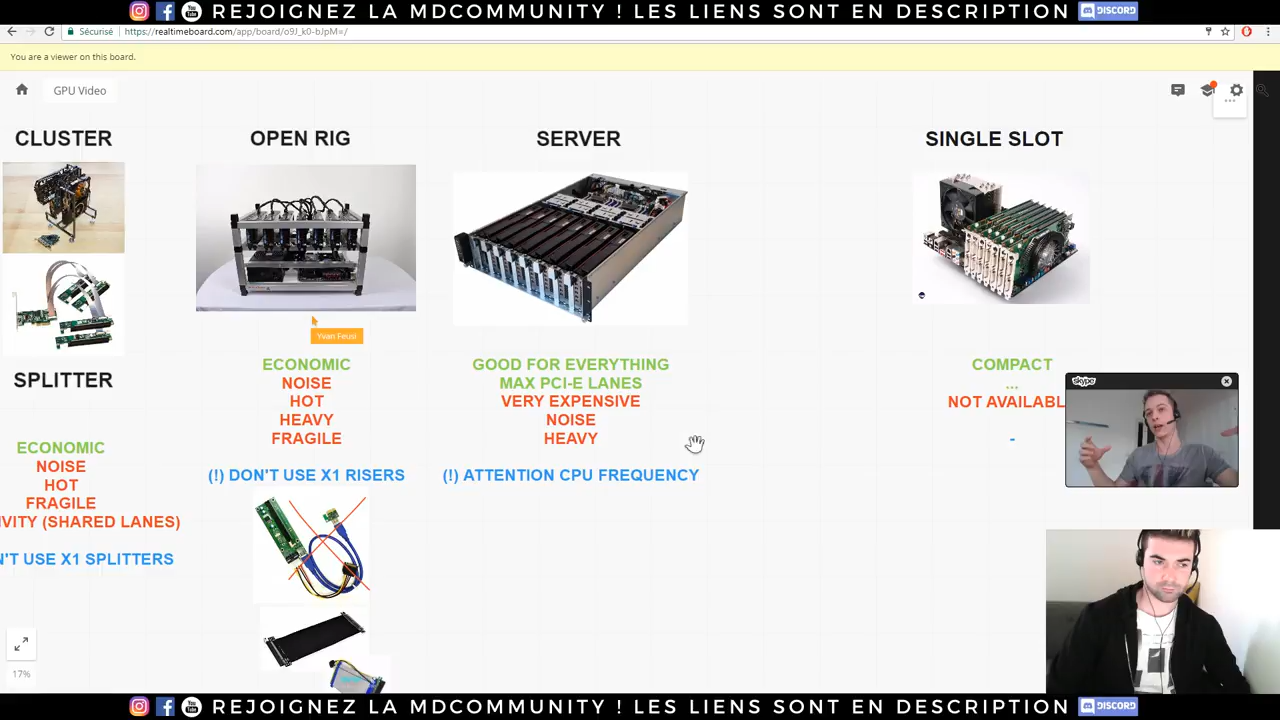 REJOIGNEZ LA MDCOMMUNITY ! LES LIENS SONT EN DESCRIPTION DISCORD
Sécurisé https://realtimeboard.com/app/board/o9J_k0-bJpM=/
You are a viewer on this board.
GPU Video
CLUSTER
SPLITTER
ECONOMIC
NOISE
HOT
FRAGILE
IVITY (SHARED LANES)
N'T USE X1 SPLITTERS
OPEN RIG
Yvan Feusi
ECONOMIC
NOISE
HOT
HEAVY
FRAGILE
(!) DON'T USE X1 RISERS
SERVER
GOOD FOR EVERYTHING
MAX PCI-E LANES
VERY EXPENSIVE
NOISE
HEAVY
(!) ATTENTION CPU FREQUENCY
SINGLE SLOT
COMPACT
...
NOT AVAILABL
-
skype
17%
REJOIGNEZ LA MDCOMMUNITY ! LES LIENS SONT EN DESCRIPTION DISCORD